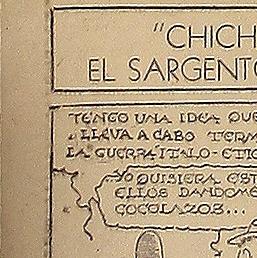 "CHICH
EL SARGENTO
TENGO UNA IDEA QUE
LLEVA A CABO TERM
LA GUERRA ITALO-ETIO
YO QUISIERA EST
ELLOS DANDOME
COCOLAZOS...